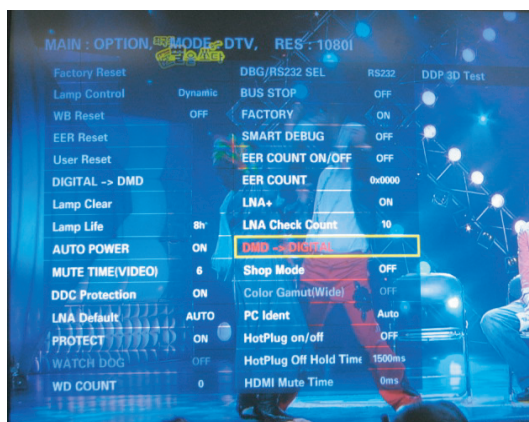 MAIN : OPTION, MODE : DTV, RES : 1080I
Factory Reset
Lamp Control Dynamic
WB Reset OFF
EER Reset
User Reset
DIGITAL -> DMD
Lamp Clear
Lamp Life 8h
AUTO POWER ON
MUTE TIME(VIDEO) 6
DDC Protection ON
LNA Default AUTO
PROTECT ON
WATCH DOG OFF
WD COUNT 0
DBG/RS232 SEL RS232
BUS STOP OFF
FACTORY ON
SMART DEBUG OFF
EER COUNT ON/OFF OFF
EER COUNT 0x0000
LNA+ ON
LNA Check Count 10
DMD -> DIGITAL
Shop Mode OFF
Color Gamut(Wide) OFF
PC Ident Auto
HotPlug on/off OFF
HotPlug Off Hold Time 1500ms
HDMI Mute Time 0ms
DDP 3D Test